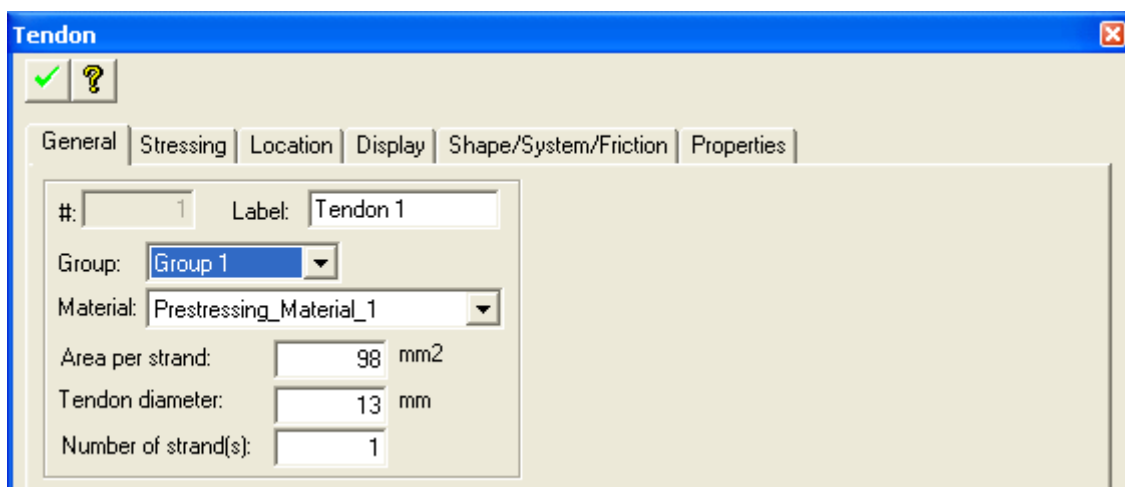 Tendon
General Stressing Location Display Shape/System/Friction Properties
#: 1 Label: Tendon 1
Group: Group 1
Material: Prestressing_Material_1
Area per strand: 98 mm2
Tendon diameter: 13 mm
Number of strand(s): 1